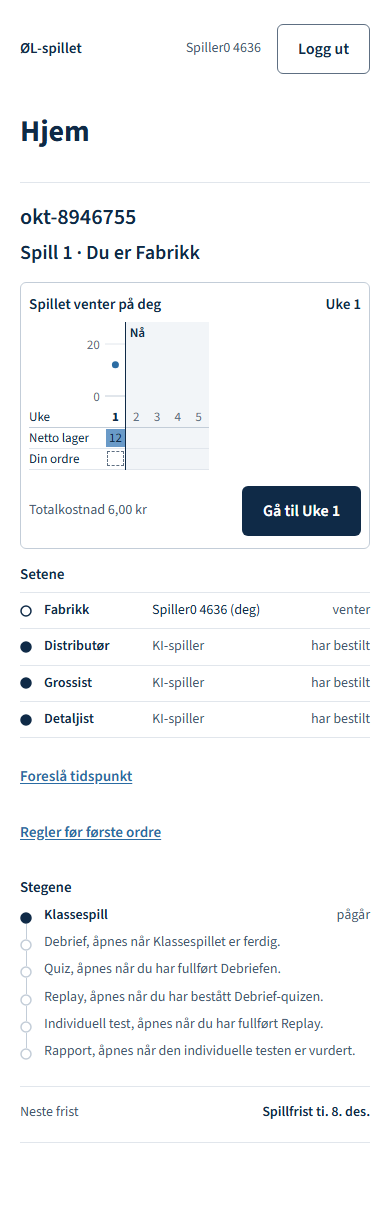 ØL-spillet Spiller0 4636 Logg ut
Hjem
okt-8946755
Spill 1 · Du er Fabrikk
Spillet venter på deg Uke 1
Nå
20
0
Uke 1 2 3 4 5
Netto lager 12
Din ordre
Totalkostnad 6,00 kr Gå til Uke 1
Setene
Fabrikk Spiller0 4636 (deg) venter
Distributør KI-spiller har bestilt
Grossist KI-spiller har bestilt
Detaljist KI-spiller har bestilt
Foreslå tidspunkt
Regler før første ordre
Stegene
Klassespill pågår
Debrief, åpnes når Klassespillet er ferdig.
Quiz, åpnes når du har fullført Debriefen.
Replay, åpnes når du har bestått Debrief-quizen.
Individuell test, åpnes når du har fullført Replay.
Rapport, åpnes når den individuelle testen er vurdert.
Neste frist Spillfrist ti. 8. des.